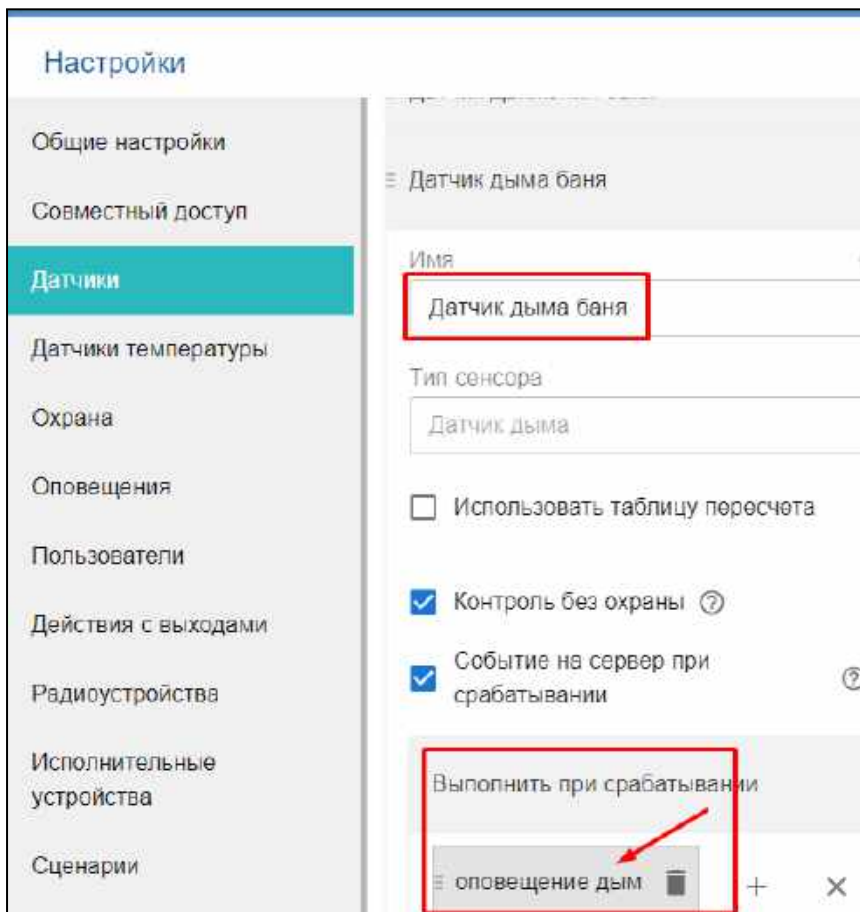 Настройки
Общие настройки
Совместный доступ
Датчики
Датчики температуры
Охрана
Оповещения
Пользователи
Действия с выходами
Радиоустройства
Исполнительные
устройства
Сценарии
Датчик дыма баня
Имя
Датчик дыма баня
Тип сенсора
Датчик дыма
Использовать таблицу пересчета
Контроль без охраны ?
Событие на сервер при
срабатывании ?
Выполнить при срабатывании
оповещение дым